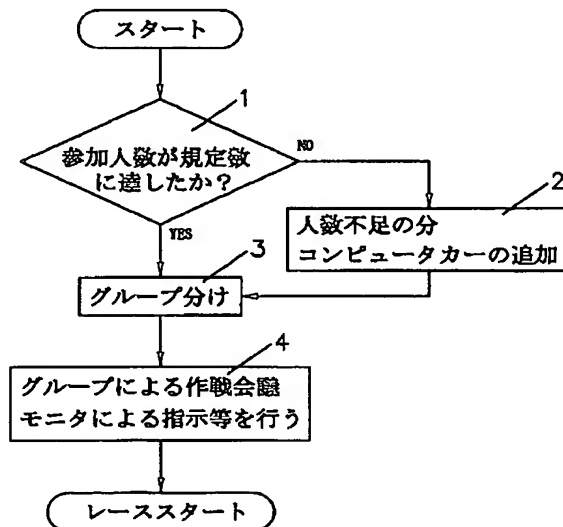 スタート
1
参加人数が規定数
に達したか？
NO
2
人数不足の分
コンピュータカーの追加
YES
3
グループ分け
4
グループによる作戦会議
モニタによる指示等を行う
レーススタート